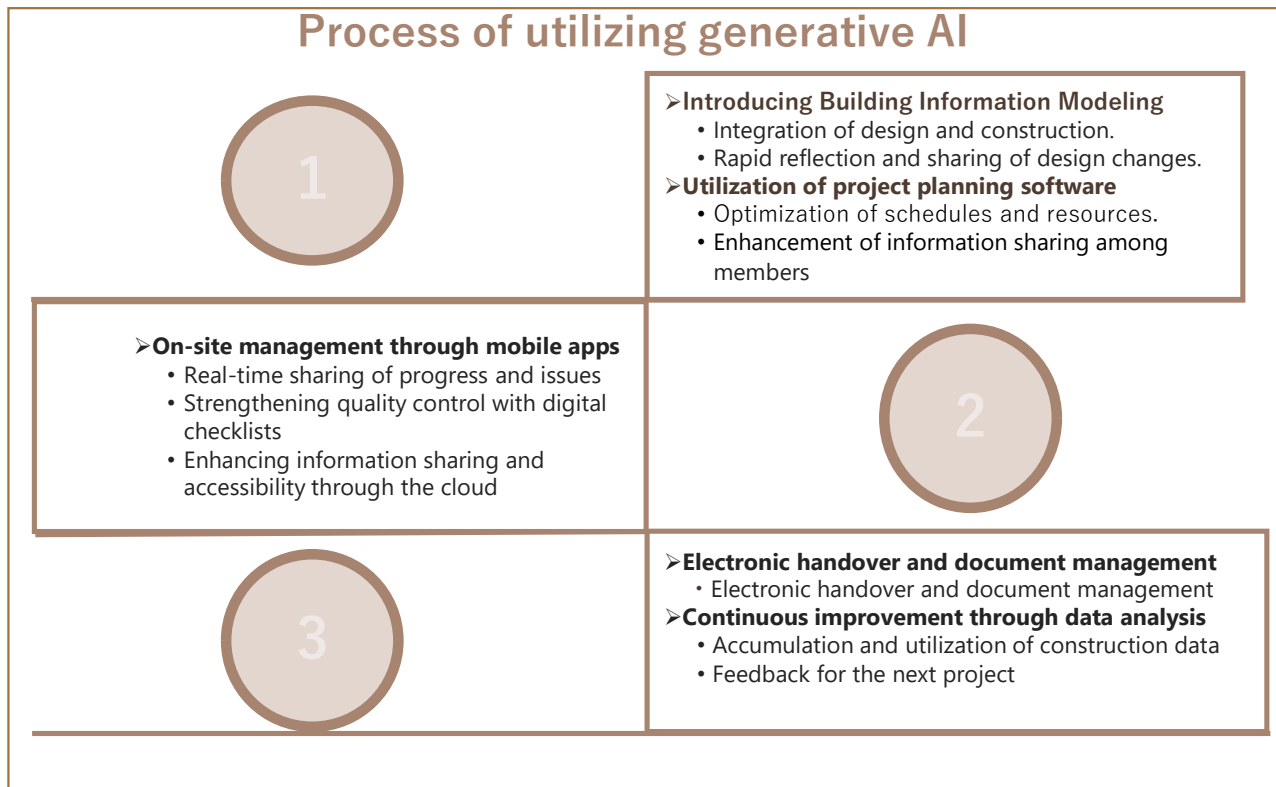 Process of utilizing generative AI
1
➢Introducing Building Information Modeling
• Integration of design and construction.
• Rapid reflection and sharing of design changes.
➢Utilization of project planning software
• Optimization of schedules and resources.
• Enhancement of information sharing among
members
➢On-site management through mobile apps
• Real-time sharing of progress and issues
• Strengthening quality control with digital
checklists
• Enhancing information sharing and
accessibility through the cloud
2
3
➢Electronic handover and document management
• Electronic handover and document management
➢Continuous improvement through data analysis
• Accumulation and utilization of construction data
• Feedback for the next project